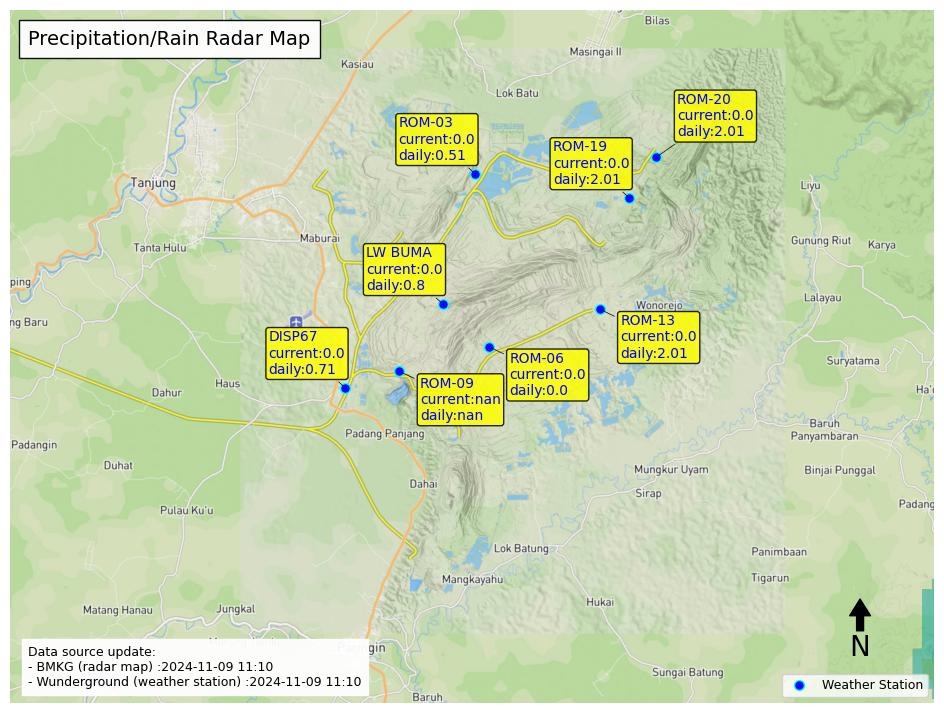 Precipitation/Rain Radar Map
Bilas
Masingai II
Kasiau
Lok Batu
ROM-20
current:0.0
daily:2.01
ROM-03
current:0.0
daily:0.51
ROM-19
current:0.0
daily:2.01
Tanjung
Liyu
Maburai
Tanta Hulu
Gunung Riut
Karya
LW BUMA
current:0.0
daily:0.8
ping
Lalayau
Wonorejo
ng Baru
ROM-13
current:0.0
daily:2.01
DISP67
current:0.0
daily:0.71
ROM-06
current:0.0
daily:0.0
Suryatama
Haus
Dahur
ROM-09
current:nan
daily:nan
Ha'o
Baruh
Panyambaran
Padang Panjang
Padangin
Duhat
Mungkur Uyam
Binjai Punggal
Dahai
Sirap
Padang
Pulau Ku'u
Lok Batung
Panimbaan
Mangkayahu
Tigarun
Matang Hanau
Jungkal
Hukai
N
Data source update:
- BMKG (radar map) :2024-11-09 11:10
- Wunderground (weather station) :2024-11-09 11:10
Sungai Batung
Weather Station
Baruh